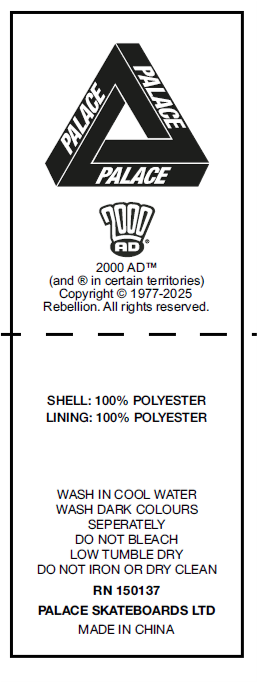 PALACE
PALACE
PALACE
2000
AD®
2000 AD™
(and ® in certain territories)
Copyright © 1977-2025
Rebellion. All rights reserved.
SHELL: 100% POLYESTER
LINING: 100% POLYESTER
WASH IN COOL WATER
WASH DARK COLOURS
SEPERATELY
DO NOT BLEACH
LOW TUMBLE DRY
DO NOT IRON OR DRY CLEAN
RN 150137
PALACE SKATEBOARDS LTD
MADE IN CHINA